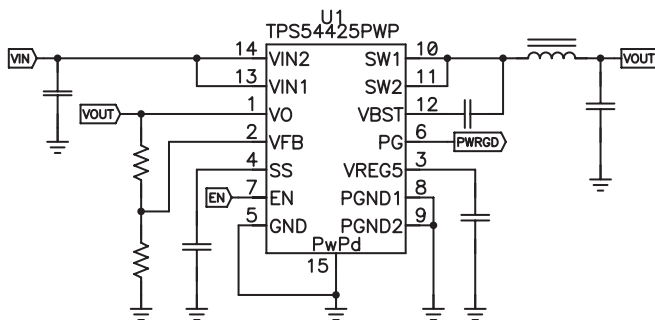 U1
TPS54425PWP
VIN
14 VIN2 SW1 10
VOUT
13 VIN1 SW2 11
VOUT
1 VO VBST 12
2 VFB PG 6 PWRGD
4 SS VREG5 3
EN
7 EN PGND1 8
5 GND PGND2 9
PwPd
15